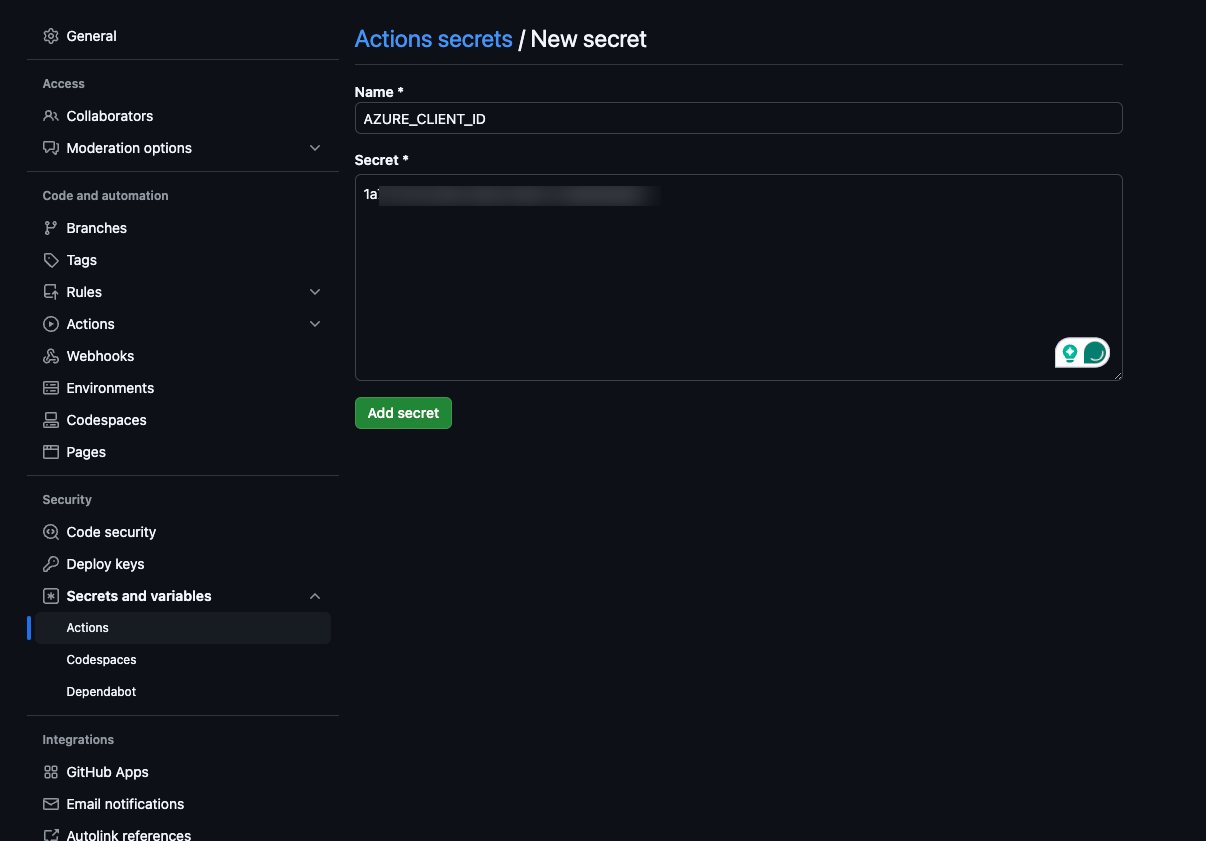 General
Access
Collaborators
Moderation options
Code and automation
Branches
Tags
Rules
Actions
Webhooks
Environments
Codespaces
Pages
Security
Code security
Deploy keys
Secrets and variables
Actions
Codespaces
Dependabot
Integrations
GitHub Apps
Email notifications
Autolink references
Actions secrets / New secret
Name *
AZURE_CLIENT_ID
Secret *
1a
Add secret